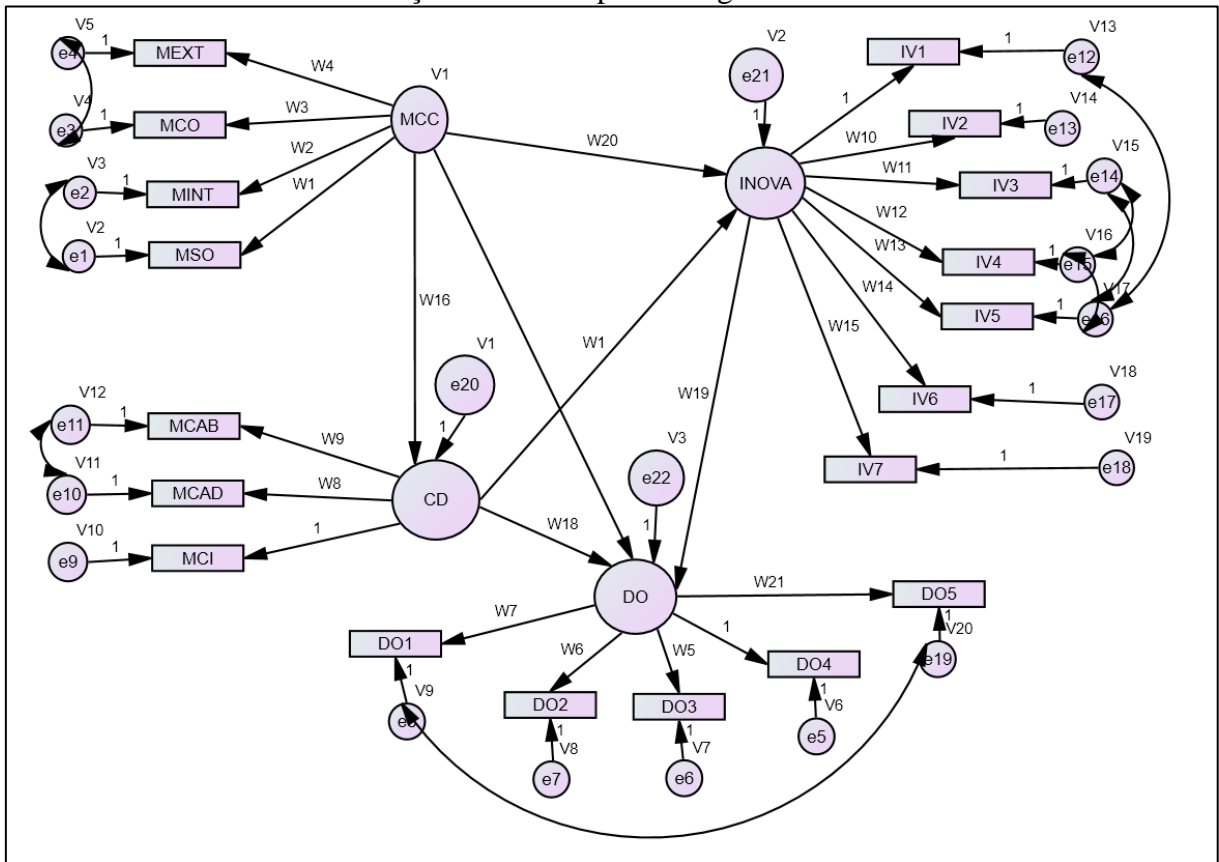 V5
e4
1
MEXT
W4
V4
e3
1
MCO
W3
V1
MCC
V3
e2
1
MINT
W2
V2
e1
1
MSO
W1
W20
W16
V2
e21
1
INOVA
1
IV1
1
V13
e12
W10
IV2
1
V14
e13
W11
IV3
1
V15
e14
W12
IV4
1
V16
e15
W13
IV5
1
V17
W14
IV6
1
V18
e17
W15
IV7
1
V19
e18
W1
W19
V1
e20
1
V12
e11
1
MCAB
W9
V11
e10
1
MCAD
W8
CD
V10
e9
1
MCI
1
W18
V3
e22
1
DO
W21
DO5
1
V20
e19
W7
DO1
1
V9
W6
DO2
1
V8
e7
W5
DO3
1
V7
e6
1
DO4
1
V6
e5